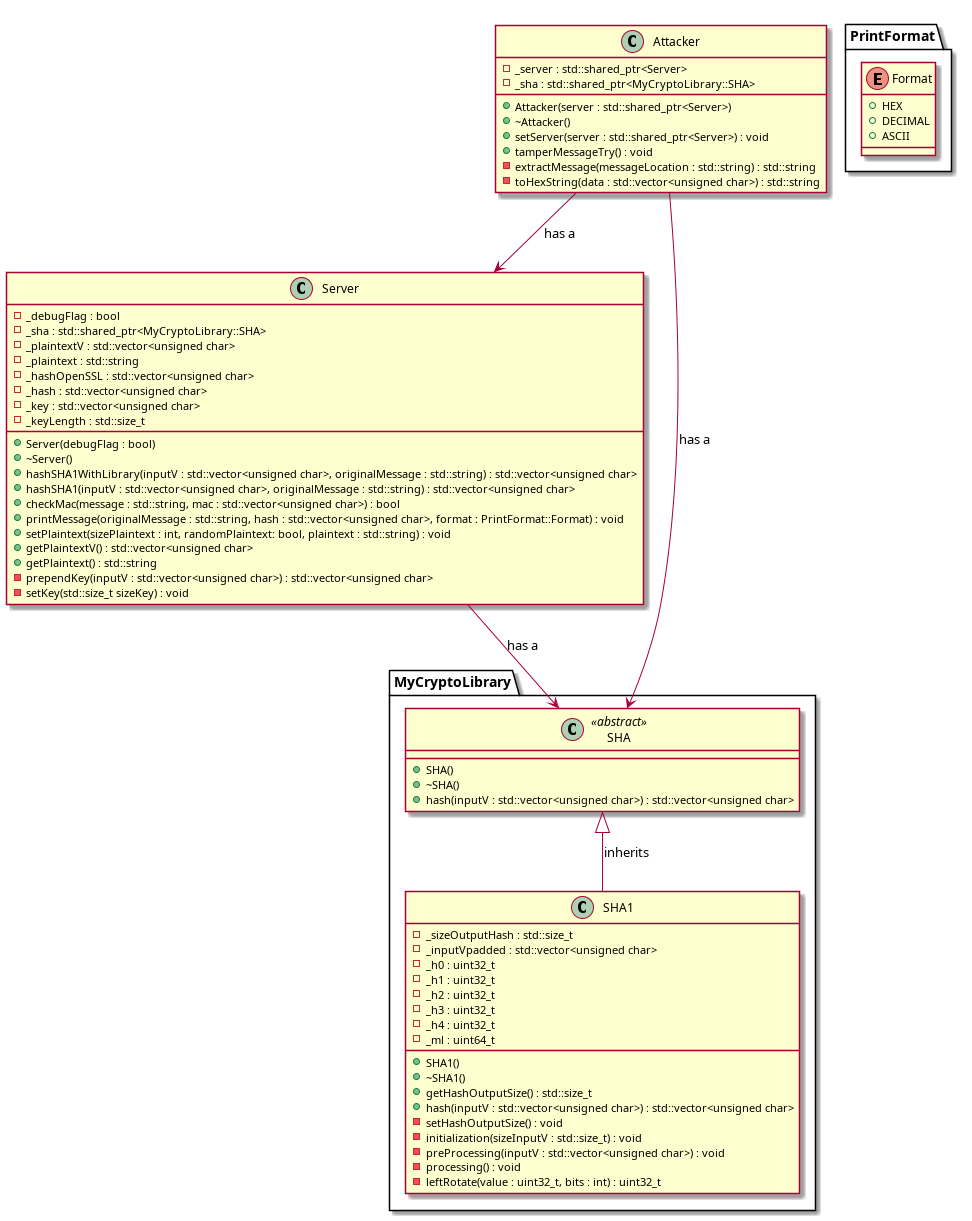 C Attacker
_server : std::shared_ptr<Server>
_sha : std::shared_ptr<MyCryptoLibrary::SHA>
Attacker(server : std::shared_ptr<Server>)
~Attacker()
setServer(server : std::shared_ptr<Server>) : void
tamperMessageTry() : void
extractMessage(messageLocation : std::string) : std::string
toHexString(data : std::vector<unsigned char>) : std::string
PrintFormat
E Format
HEX
DECIMAL
ASCII
has a
C Server
_debugFlag : bool
_sha : std::shared_ptr<MyCryptoLibrary::SHA>
_plaintextV : std::vector<unsigned char>
_plaintext : std::string
_hashOpenSSL : std::vector<unsigned char>
_hash : std::vector<unsigned char>
_key : std::vector<unsigned char>
_keyLength : std::size_t
Server(debugFlag : bool)
~Server()
hashSHA1WithLibrary(inputV : std::vector<unsigned char>, originalMessage : std::string) : std::vector<unsigned char>
hashSHA1(inputV : std::vector<unsigned char>, originalMessage : std::string) : std::vector<unsigned char>
checkMac(message : std::string, mac : std::vector<unsigned char>) : bool
printMessage(originalMessage : std::string, hash : std::vector<unsigned char>, format : PrintFormat::Format) : void
setPlaintext(sizePlaintext : int, randomPlaintext: bool, plaintext : std::string) : void
getPlaintextV() : std::vector<unsigned char>
getPlaintext() : std::string
prependKey(inputV : std::vector<unsigned char>) : std::vector<unsigned char>
setKey(std::size_t sizeKey) : void
has a
has a
MyCryptoLibrary
C «abstract»
SHA
SHA()
~SHA()
hash(inputV : std::vector<unsigned char>) : std::vector<unsigned char>
inherits
C SHA1
_sizeOutputHash : std::size_t
_inputVpadded : std::vector<unsigned char>
_h0 : uint32_t
_h1 : uint32_t
_h2 : uint32_t
_h3 : uint32_t
_h4 : uint32_t
_ml : uint64_t
SHA1()
~SHA1()
getHashOutputSize() : std::size_t
hash(inputV : std::vector<unsigned char>) : std::vector<unsigned char>
setHashOutputSize() : void
initialization(sizeInputV : std::size_t) : void
preProcessing(inputV : std::vector<unsigned char>) : void
processing() : void
leftRotate(value : uint32_t, bits : int) : uint32_t